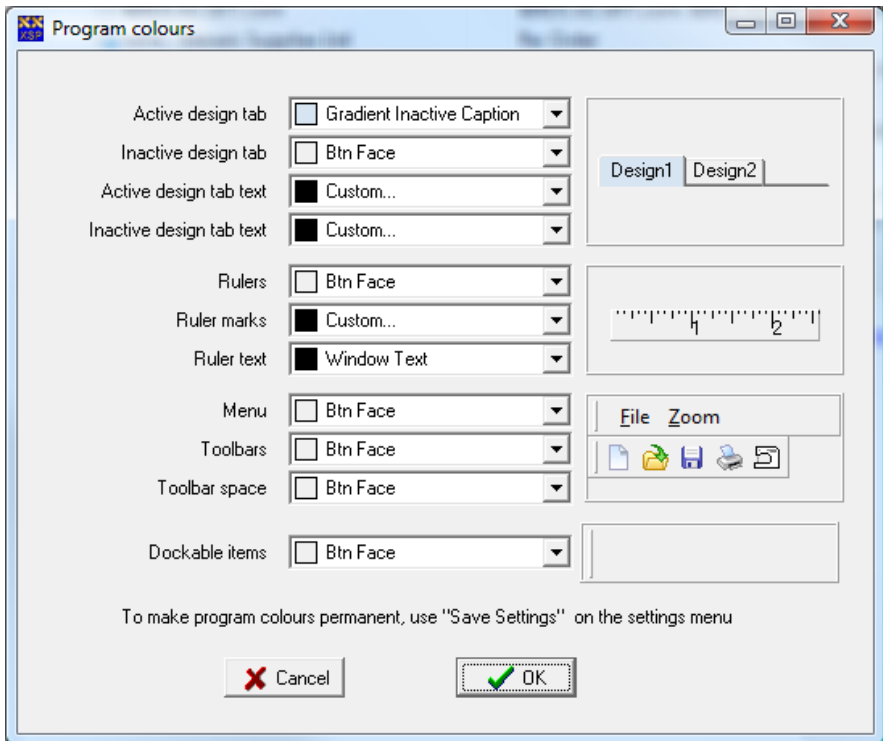 XXX
XSP
Program colours
Active design tab Gradient Inactive Caption
Inactive design tab Btn Face
Design1 Design2
Active design tab text Custom...
Inactive design tab text Custom...
Rulers Btn Face
Ruler marks Custom...
1 2
Ruler text Window Text
Menu Btn Face
File Zoom
Toolbars Btn Face
Toolbar space Btn Face
Dockable items Btn Face
To make program colours permanent, use "Save Settings" on the settings menu
Cancel OK